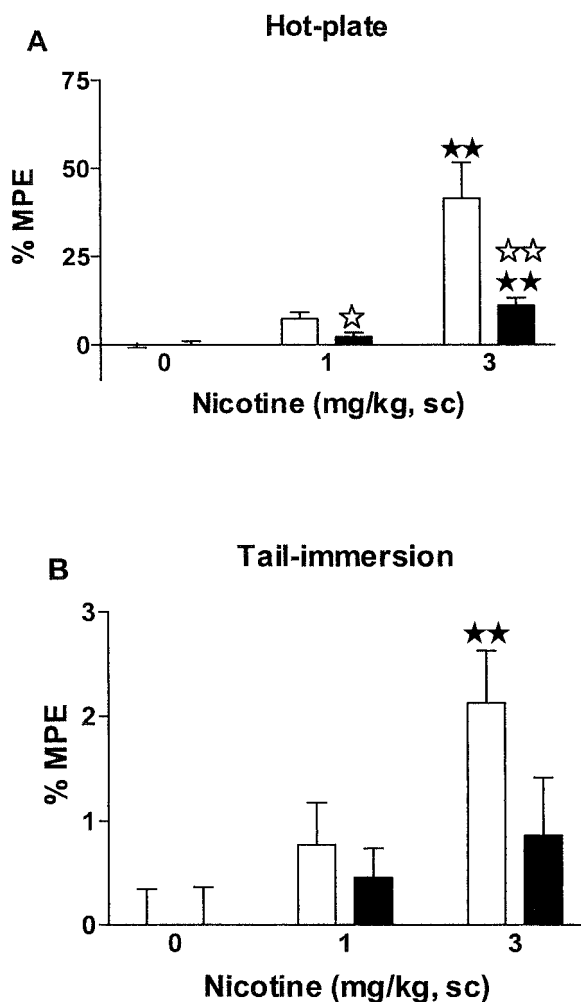 Hot-plate
A
75
50
25
0
% MPE
★★
☆☆
★★
☆
0 1 3
Nicotine (mg/kg, sc)
Tail-immersion
B
3
2
1
0
% MPE
★★
0 1 3
Nicotine (mg/kg, sc)